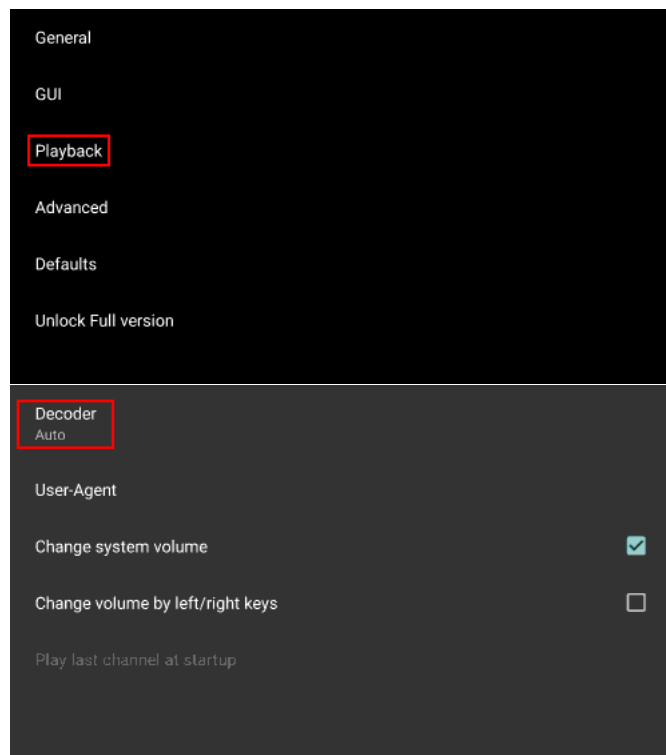 General
GUI
Playback
Advanced
Defaults
Unlock Full version
Decoder
Auto
User-Agent
Change system volume
Change volume by left/right keys
Play last channel at startup